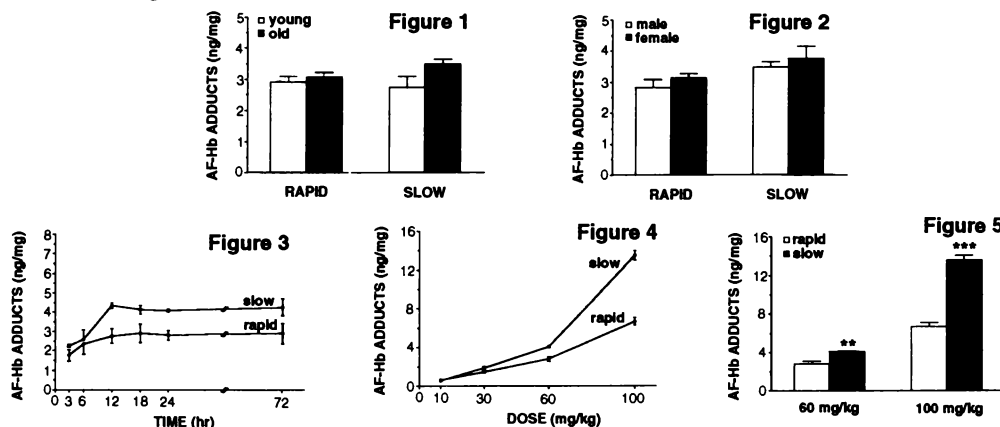 Figure 1
young
old
AF-Hb ADDUCTS (ng/mg)
5
4
3
2
1
0
RAPID
SLOW
Figure 2
male
female
AF-Hb ADDUCTS (ng/mg)
5
4
3
2
1
0
RAPID
SLOW
Figure 3
AF-Hb ADDUCTS (ng/mg)
8
7
6
5
4
3
2
1
0
slow
rapid
0 3 6 12 18 24 72
TIME (hr)
Figure 4
AF-Hb ADDUCTS (ng/mg)
16
12
8
4
0
slow
rapid
0 10 30 60 100
DOSE (mg/kg)
Figure 5
rapid
slow
AF-Hb ADDUCTS (ng/mg)
16
12
8
4
0
**
***
60 mg/kg
100 mg/kg